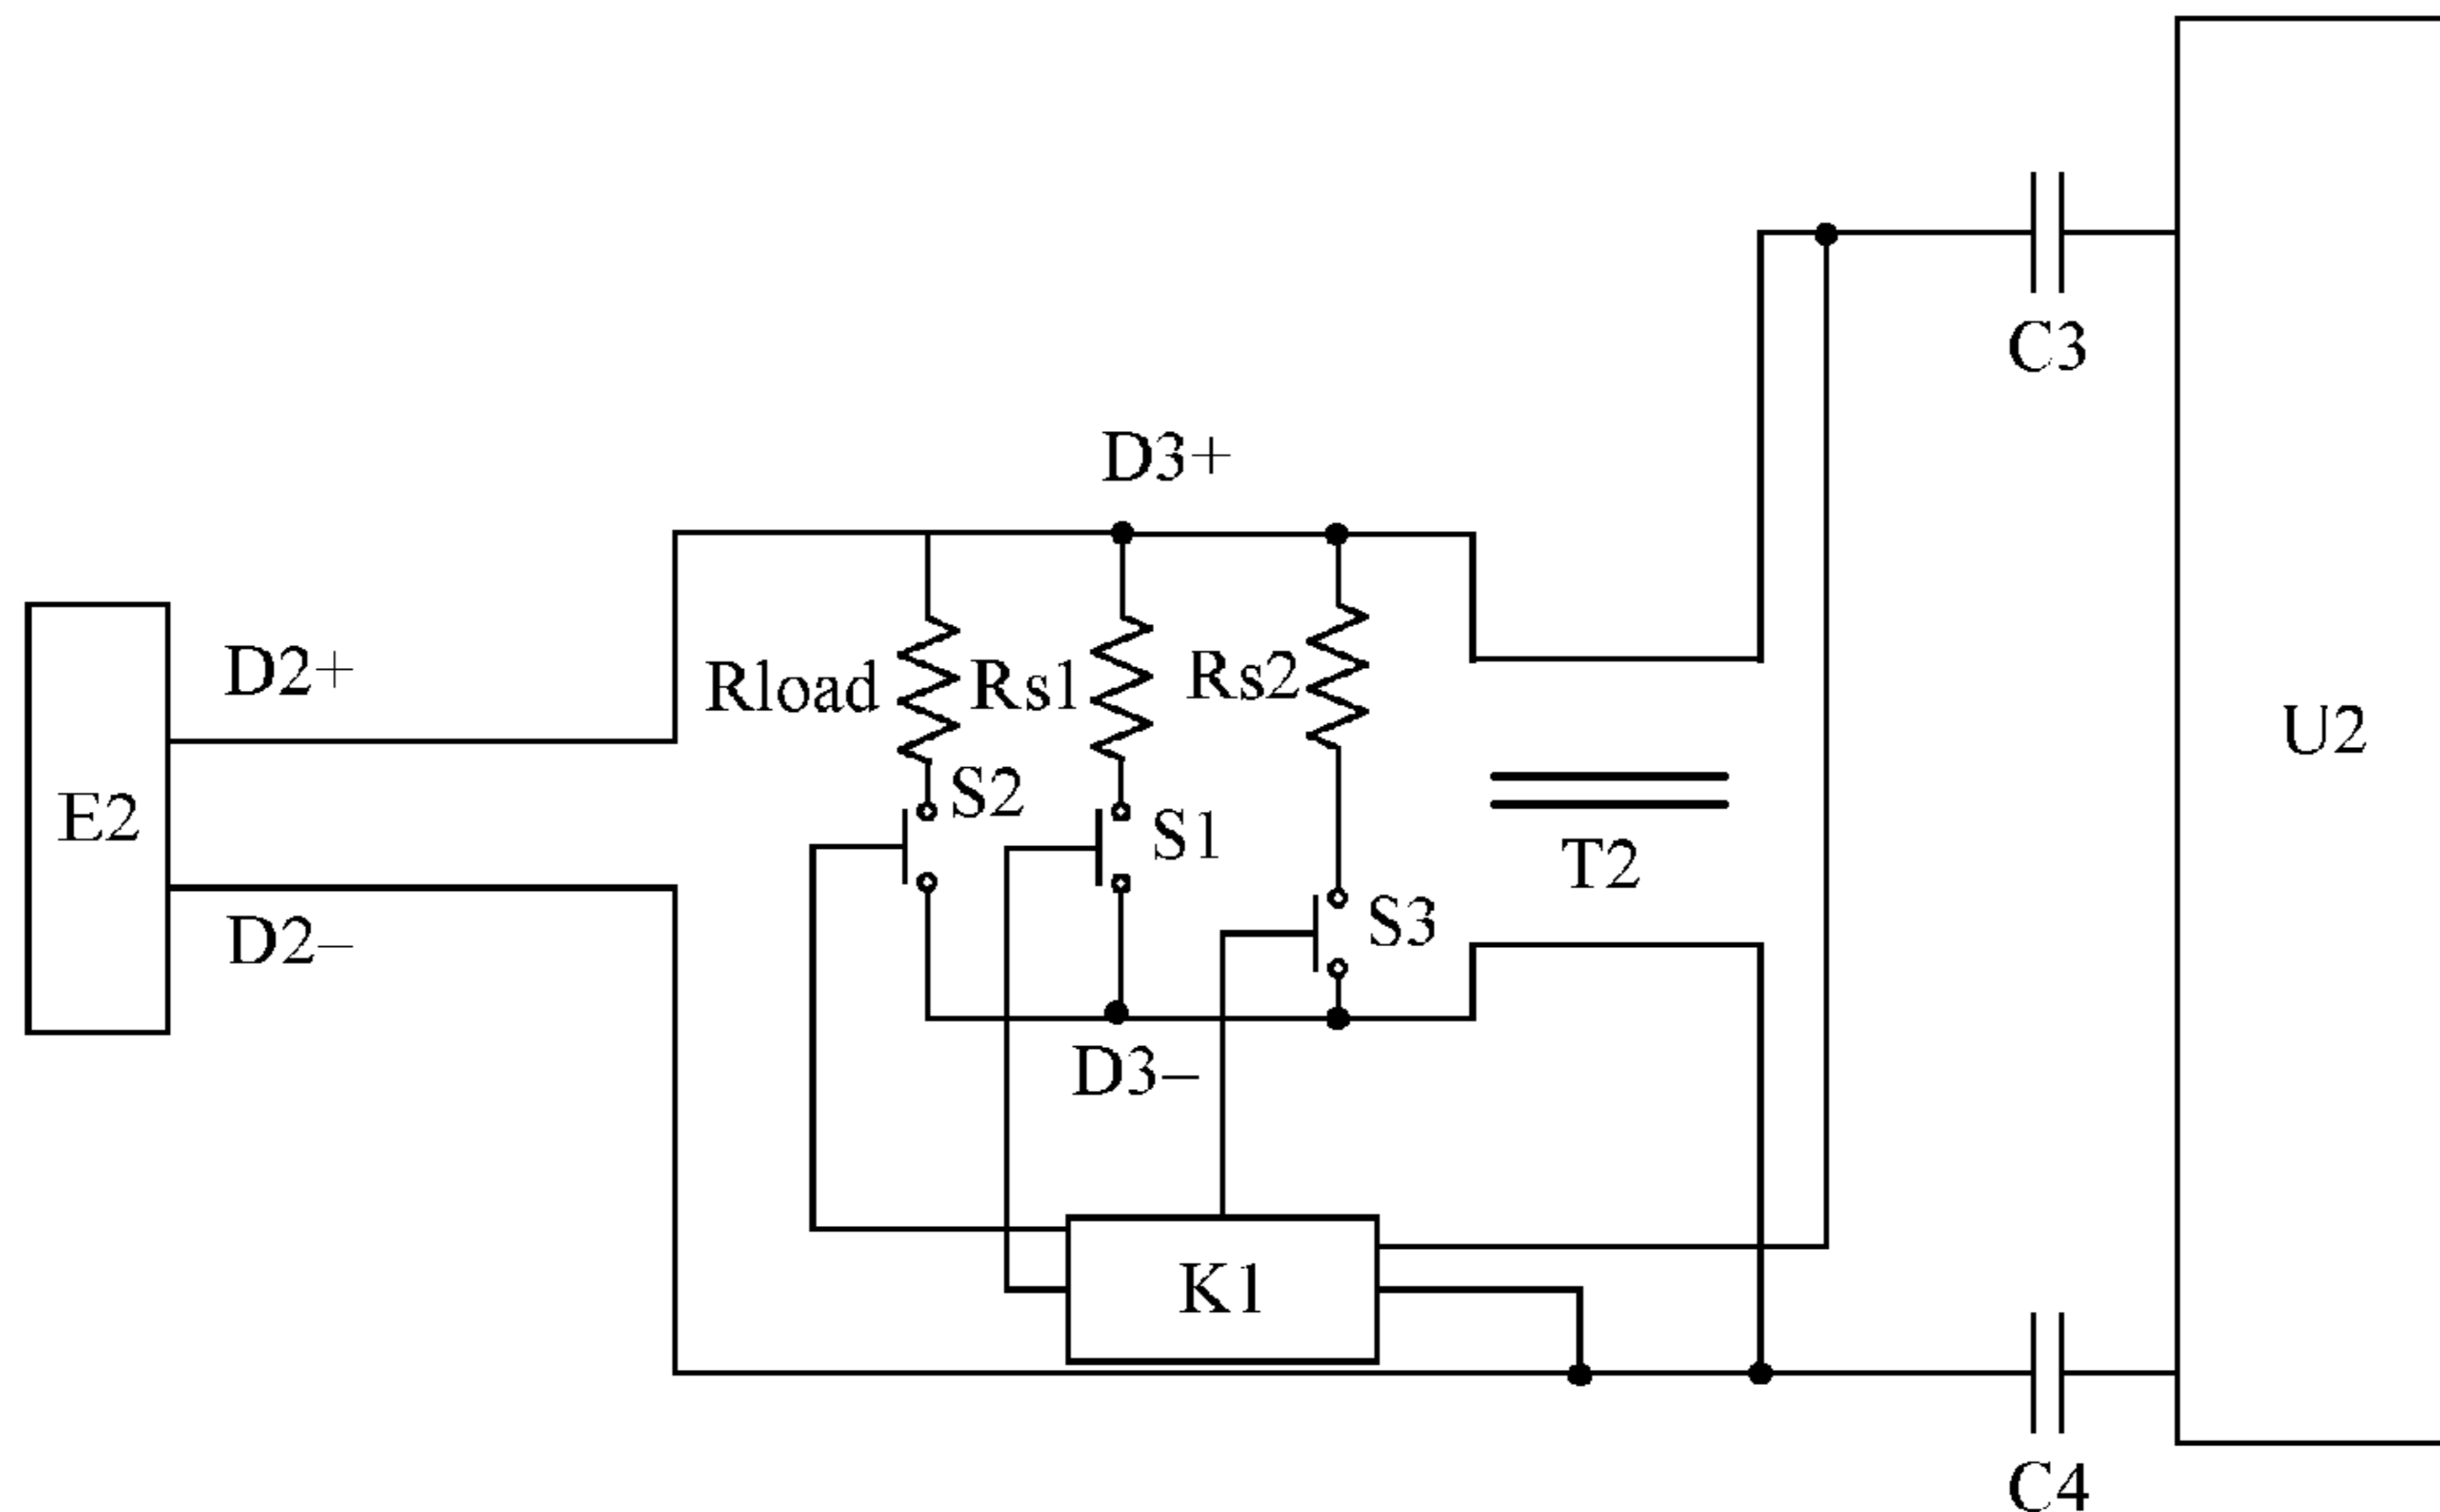 C3
D3+
D2+
Rload
Rs1
Rs2
U2
S2
E2
S1
T2
S3
D2–
D3–
K1
C4